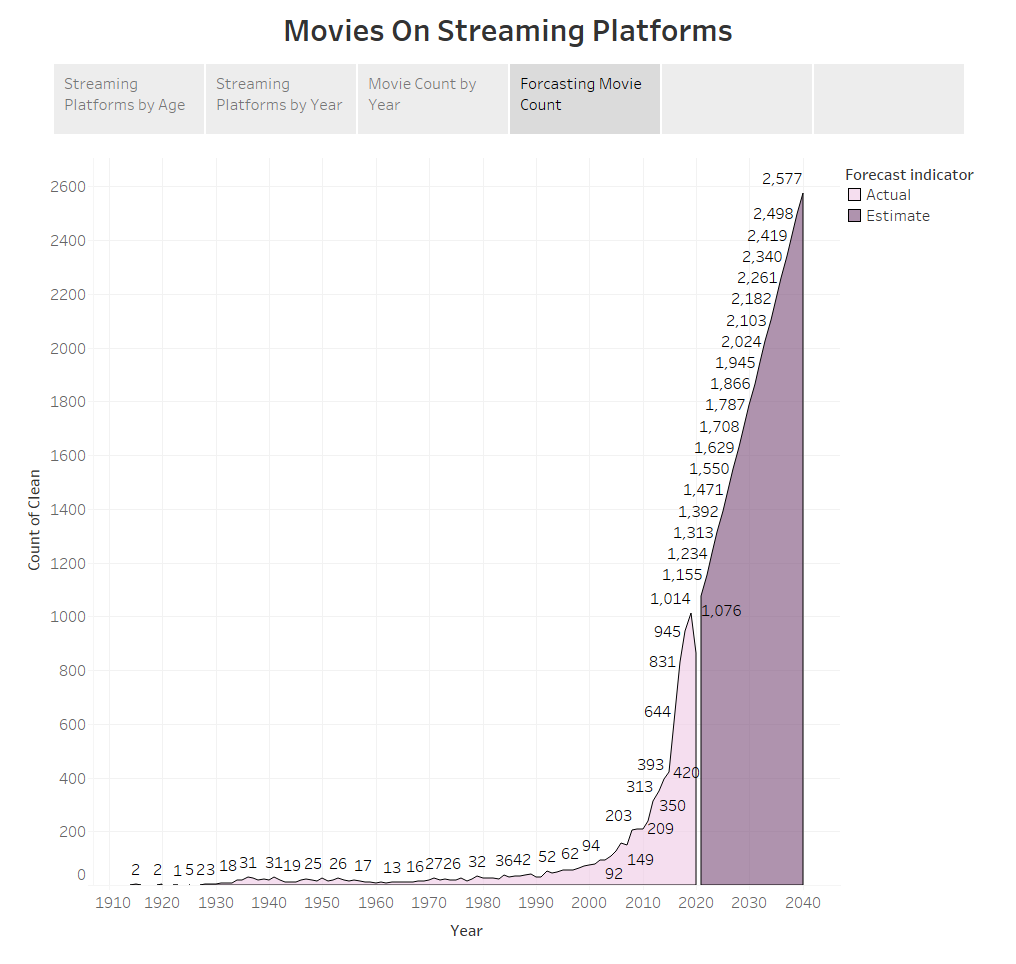 Movies On Streaming Platforms
Streaming
Platforms by Age
Streaming
Platforms by Year
Movie Count by
Year
Forcasting Movie
Count
Forecast indicator
Actual
Estimate
Count of Clean
2600
2400
2200
2000
1800
1600
1400
1200
1000
800
600
400
200
0
2,577
2,498
2,419
2,340
2,261
2,182
2,103
2,024
1,945
1,866
1,787
1,708
1,629
1,550
1,471
1,392
1,313
1,234
1,155
1,014
1,076
945
831
644
393
420
313
350
203
209
149
92
2 2 1 5 2 23 18 31 31 19 25 26 17 13 16 27 26 32 36 42 52 62 94
1910 1920 1930 1940 1950 1960 1970 1980 1990 2000 2010 2020 2030 2040
Year